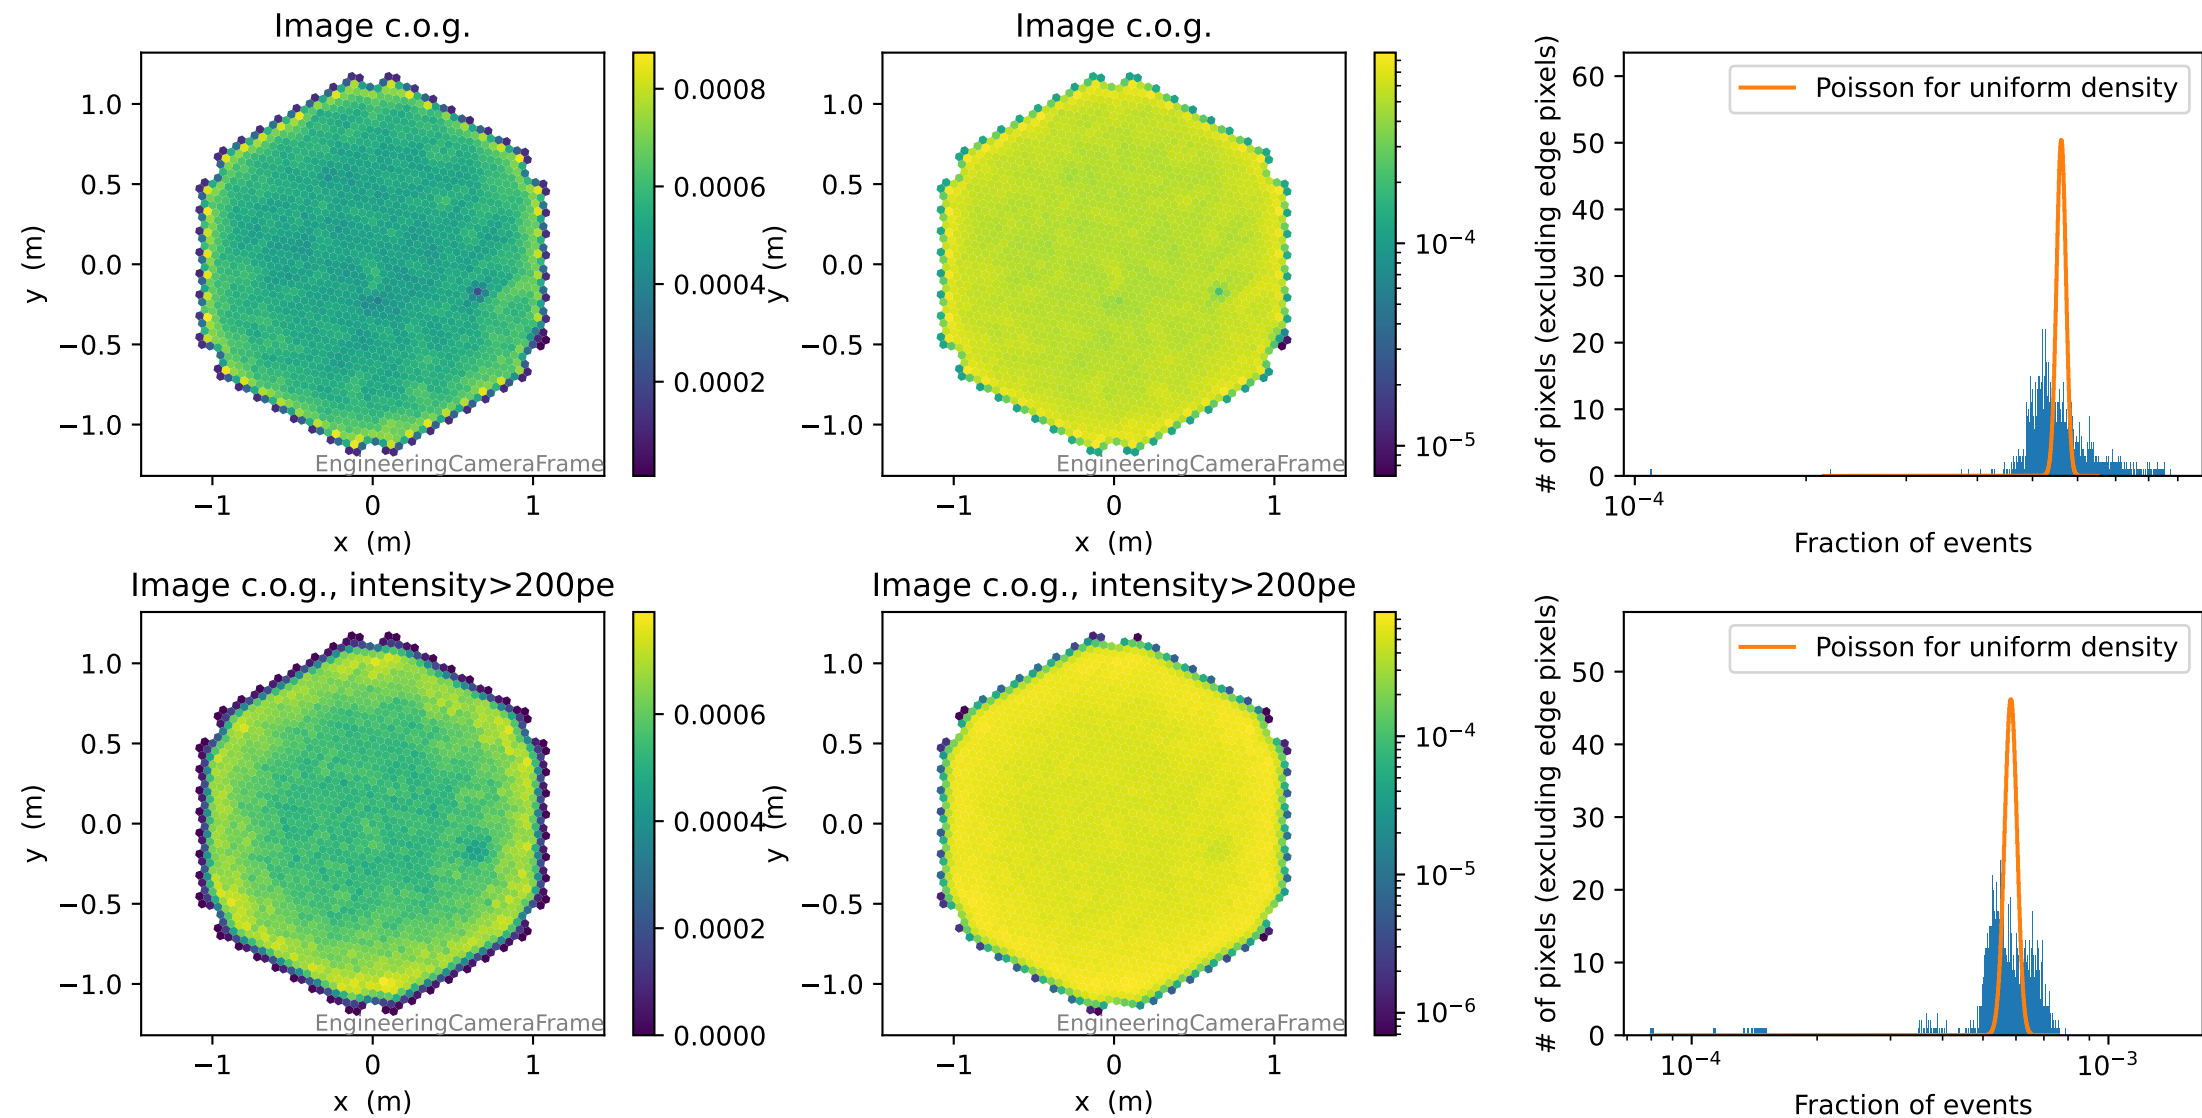 Image c.o.g.
1.0
0.5
0.0
−0.5
−1.0
y (m)
−1
0
1
x (m)
EngineeringCameraFrame
0.0008
0.0006
0.0004
0.0002
Image c.o.g.
1.0
0.5
0.0
−0.5
−1.0
y (m)
−1
0
1
x (m)
EngineeringCameraFrame
10⁻⁴
10⁻⁵
# of pixels (excluding edge pixels)
60
50
40
30
20
10
0
Poisson for uniform density
10⁻⁴
Fraction of events
Image c.o.g., intensity>200pe
1.0
0.5
0.0
−0.5
−1.0
y (m)
−1
0
1
x (m)
EngineeringCameraFrame
0.0006
0.0004
0.0002
0.0000
Image c.o.g., intensity>200pe
1.0
0.5
0.0
−0.5
−1.0
y (m)
−1
0
1
x (m)
EngineeringCameraFrame
10⁻⁴
10⁻⁵
10⁻⁶
# of pixels (excluding edge pixels)
50
40
30
20
10
0
Poisson for uniform density
10⁻⁴
10⁻³
Fraction of events